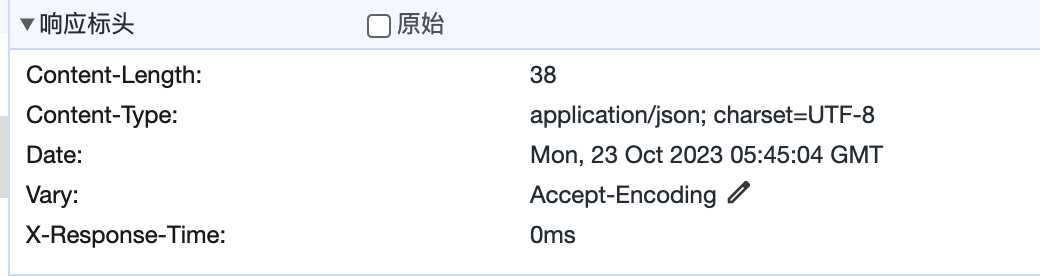 响应标头 原始
Content-Length: 38
Content-Type: application/json; charset=UTF-8
Date: Mon, 23 Oct 2023 05:45:04 GMT
Vary: Accept-Encoding
X-Response-Time: 0ms